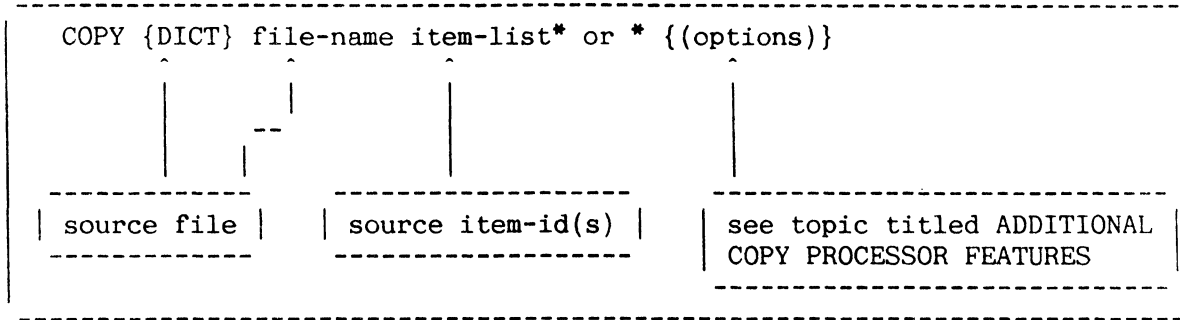 COPY {DICT} file-name item-list* or * {(options)}
source file
source item-id(s)
see topic titled ADDITIONAL
COPY PROCESSOR FEATURES